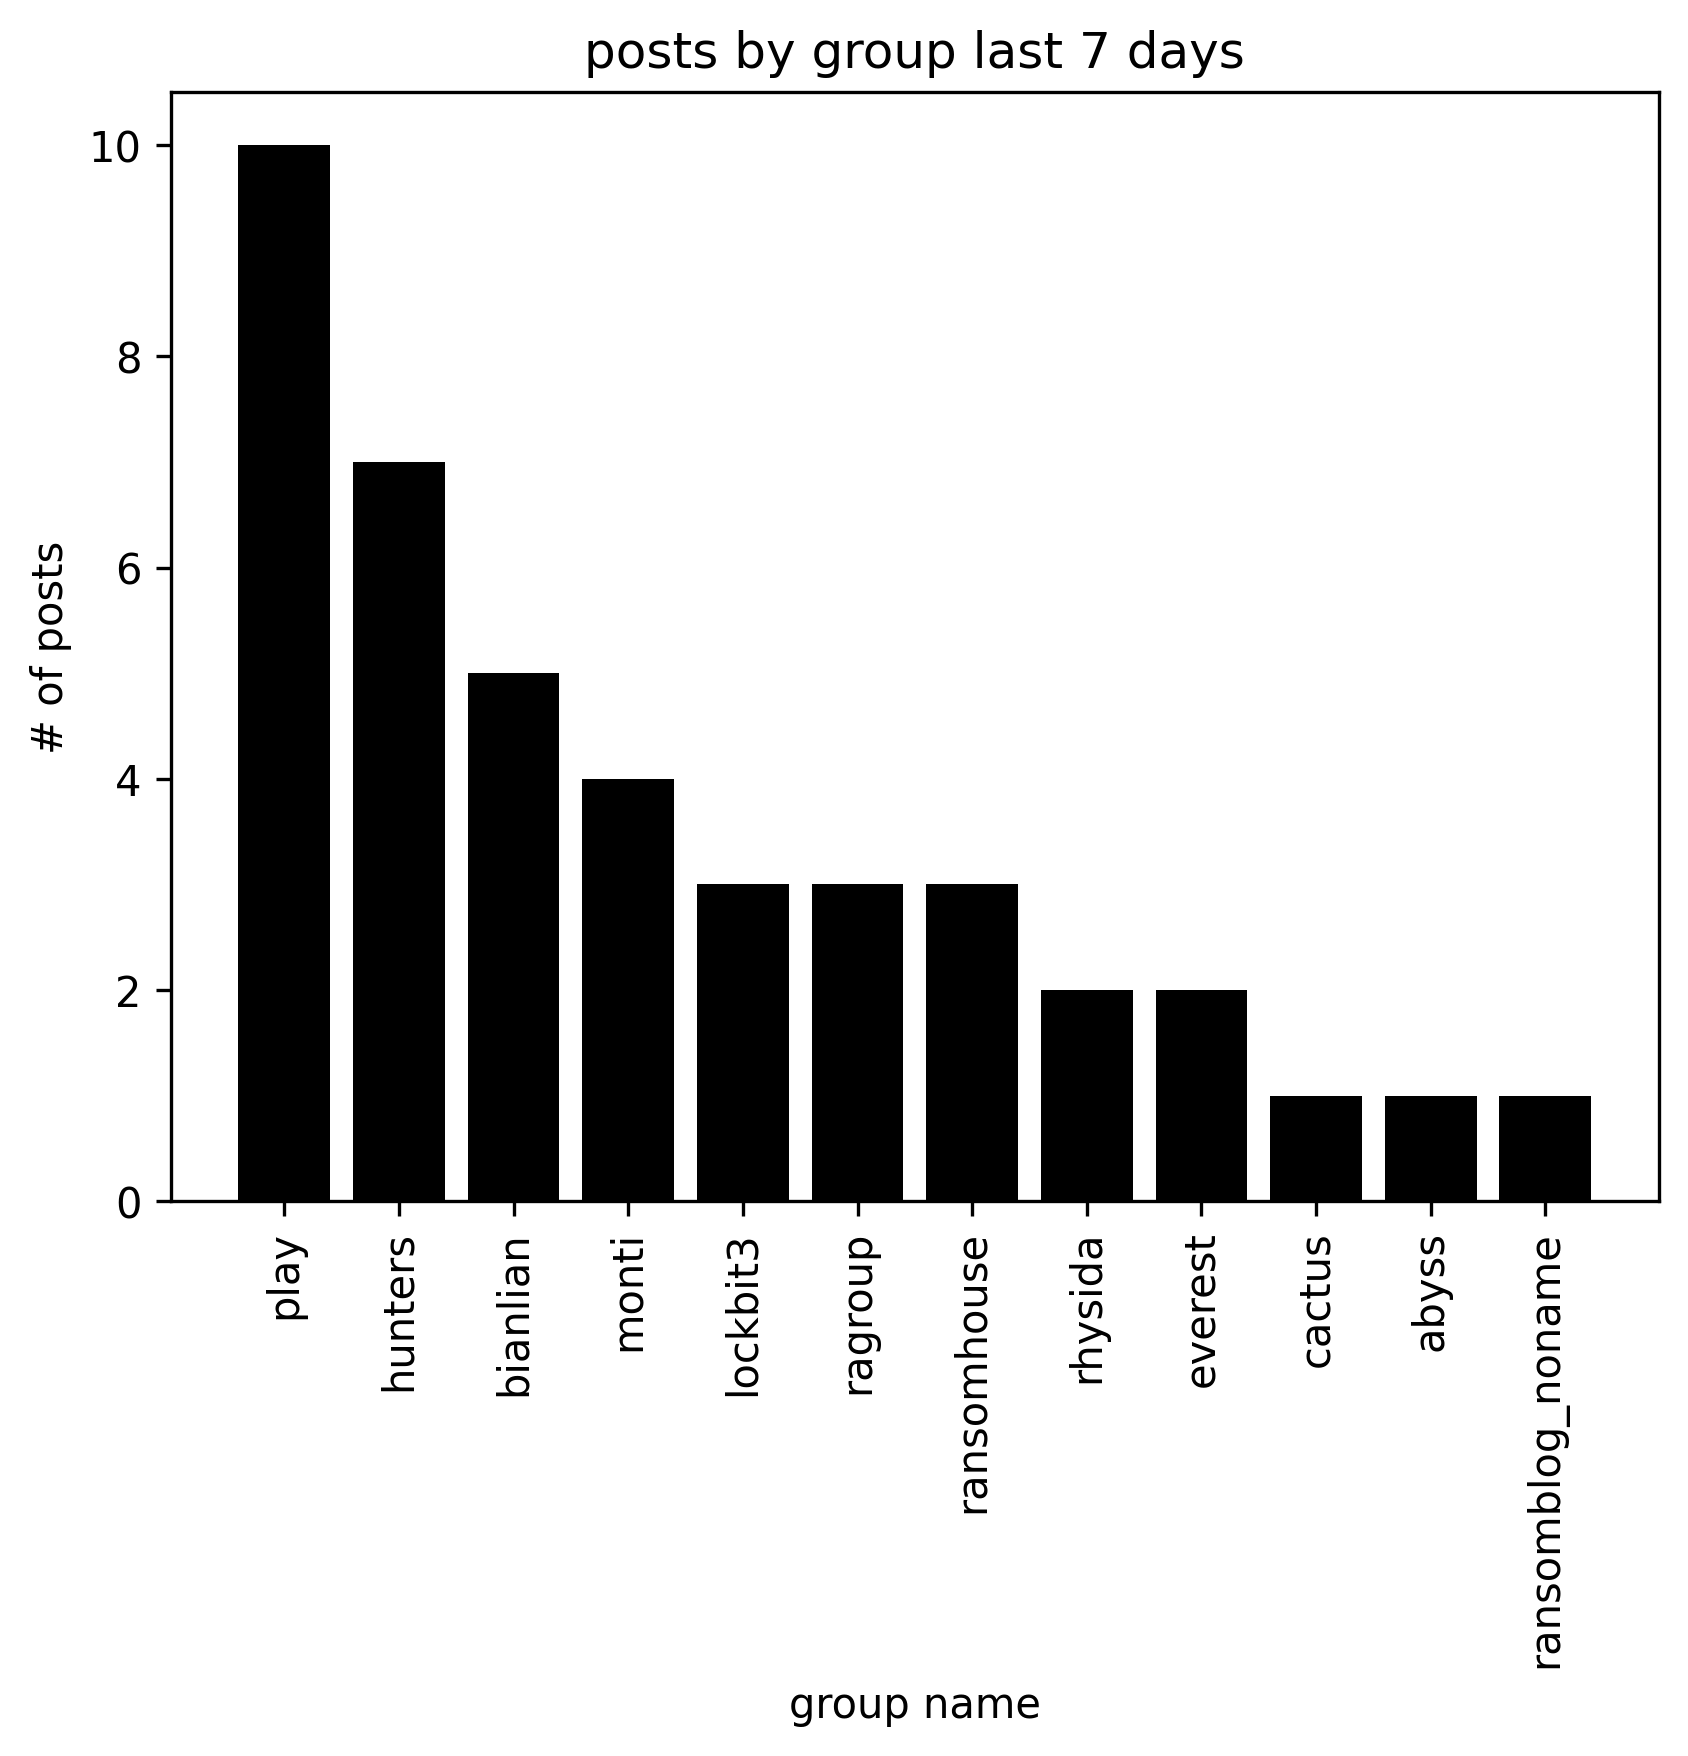 posts by group last 7 days
# of posts
10
8
6
4
2
0
play
hunters
bianlian
monti
lockbit3
ragroup
ransomhouse
rhysida
everest
cactus
abyss
ransomblog_noname
group name